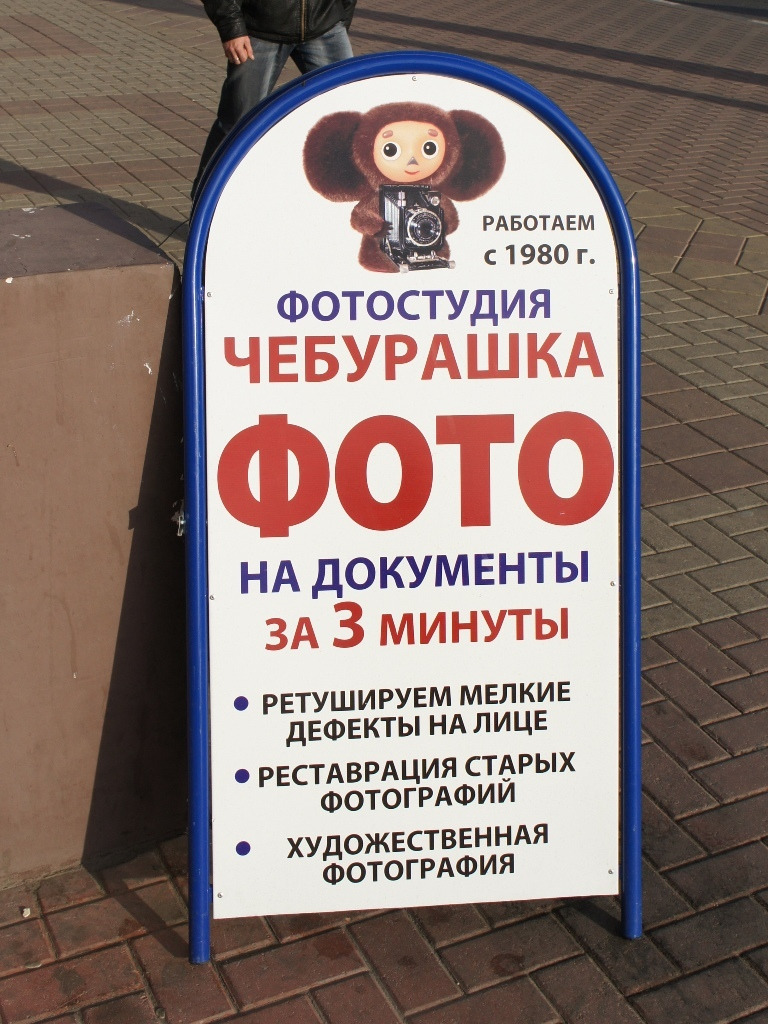 РАБОТАЕМ
с 1980 г.
ФОТОСТУДИЯ
ЧЕБУРАШКА
ФОТО
НА ДОКУМЕНТЫ
ЗА 3 МИНУТЫ
• РЕТУШИРУЕМ МЕЛКИЕ
ДЕФЕКТЫ НА ЛИЦЕ
• РЕСТАВРАЦИЯ СТАРЫХ
ФОТОГРАФИЙ
• ХУДОЖЕСТВЕННАЯ
ФОТОГРАФИЯ